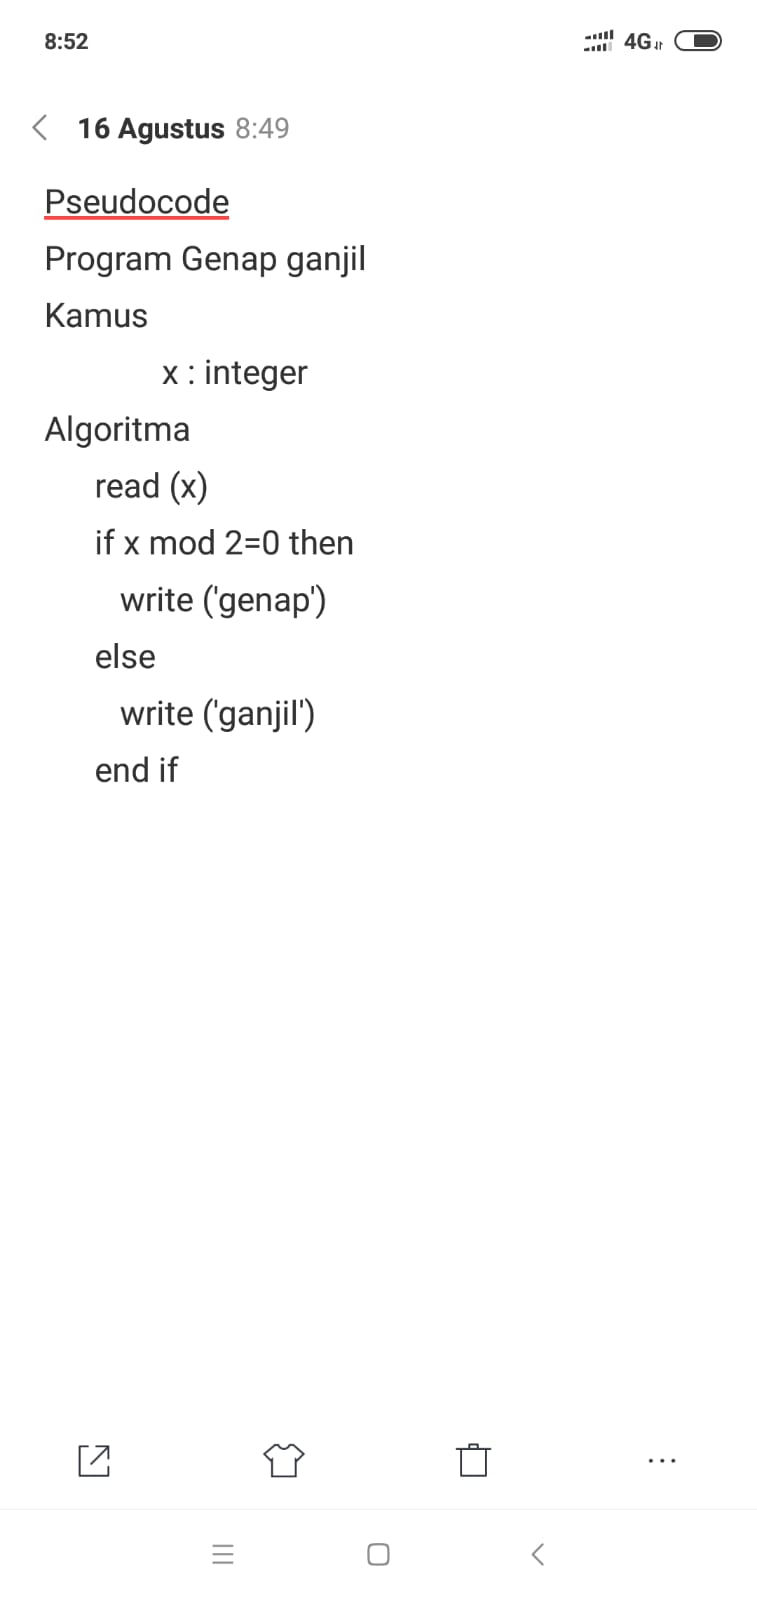 8:52 4G
16 Agustus 8:49
Pseudocode
Program Genap ganjil
Kamus
x : integer
Algoritma
read (x)
if x mod 2=0 then
write ('genap')
else
write ('ganjil')
end if